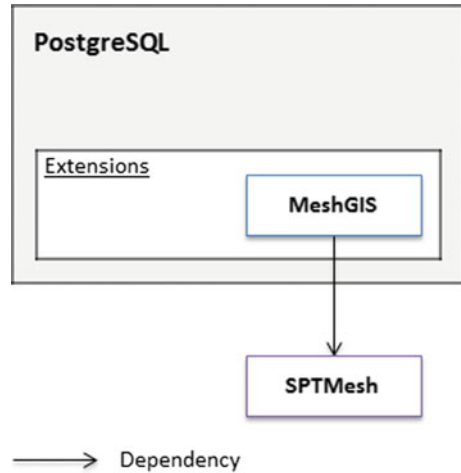 PostgreSQL
Extensions
MeshGIS
SPTMesh
Dependency